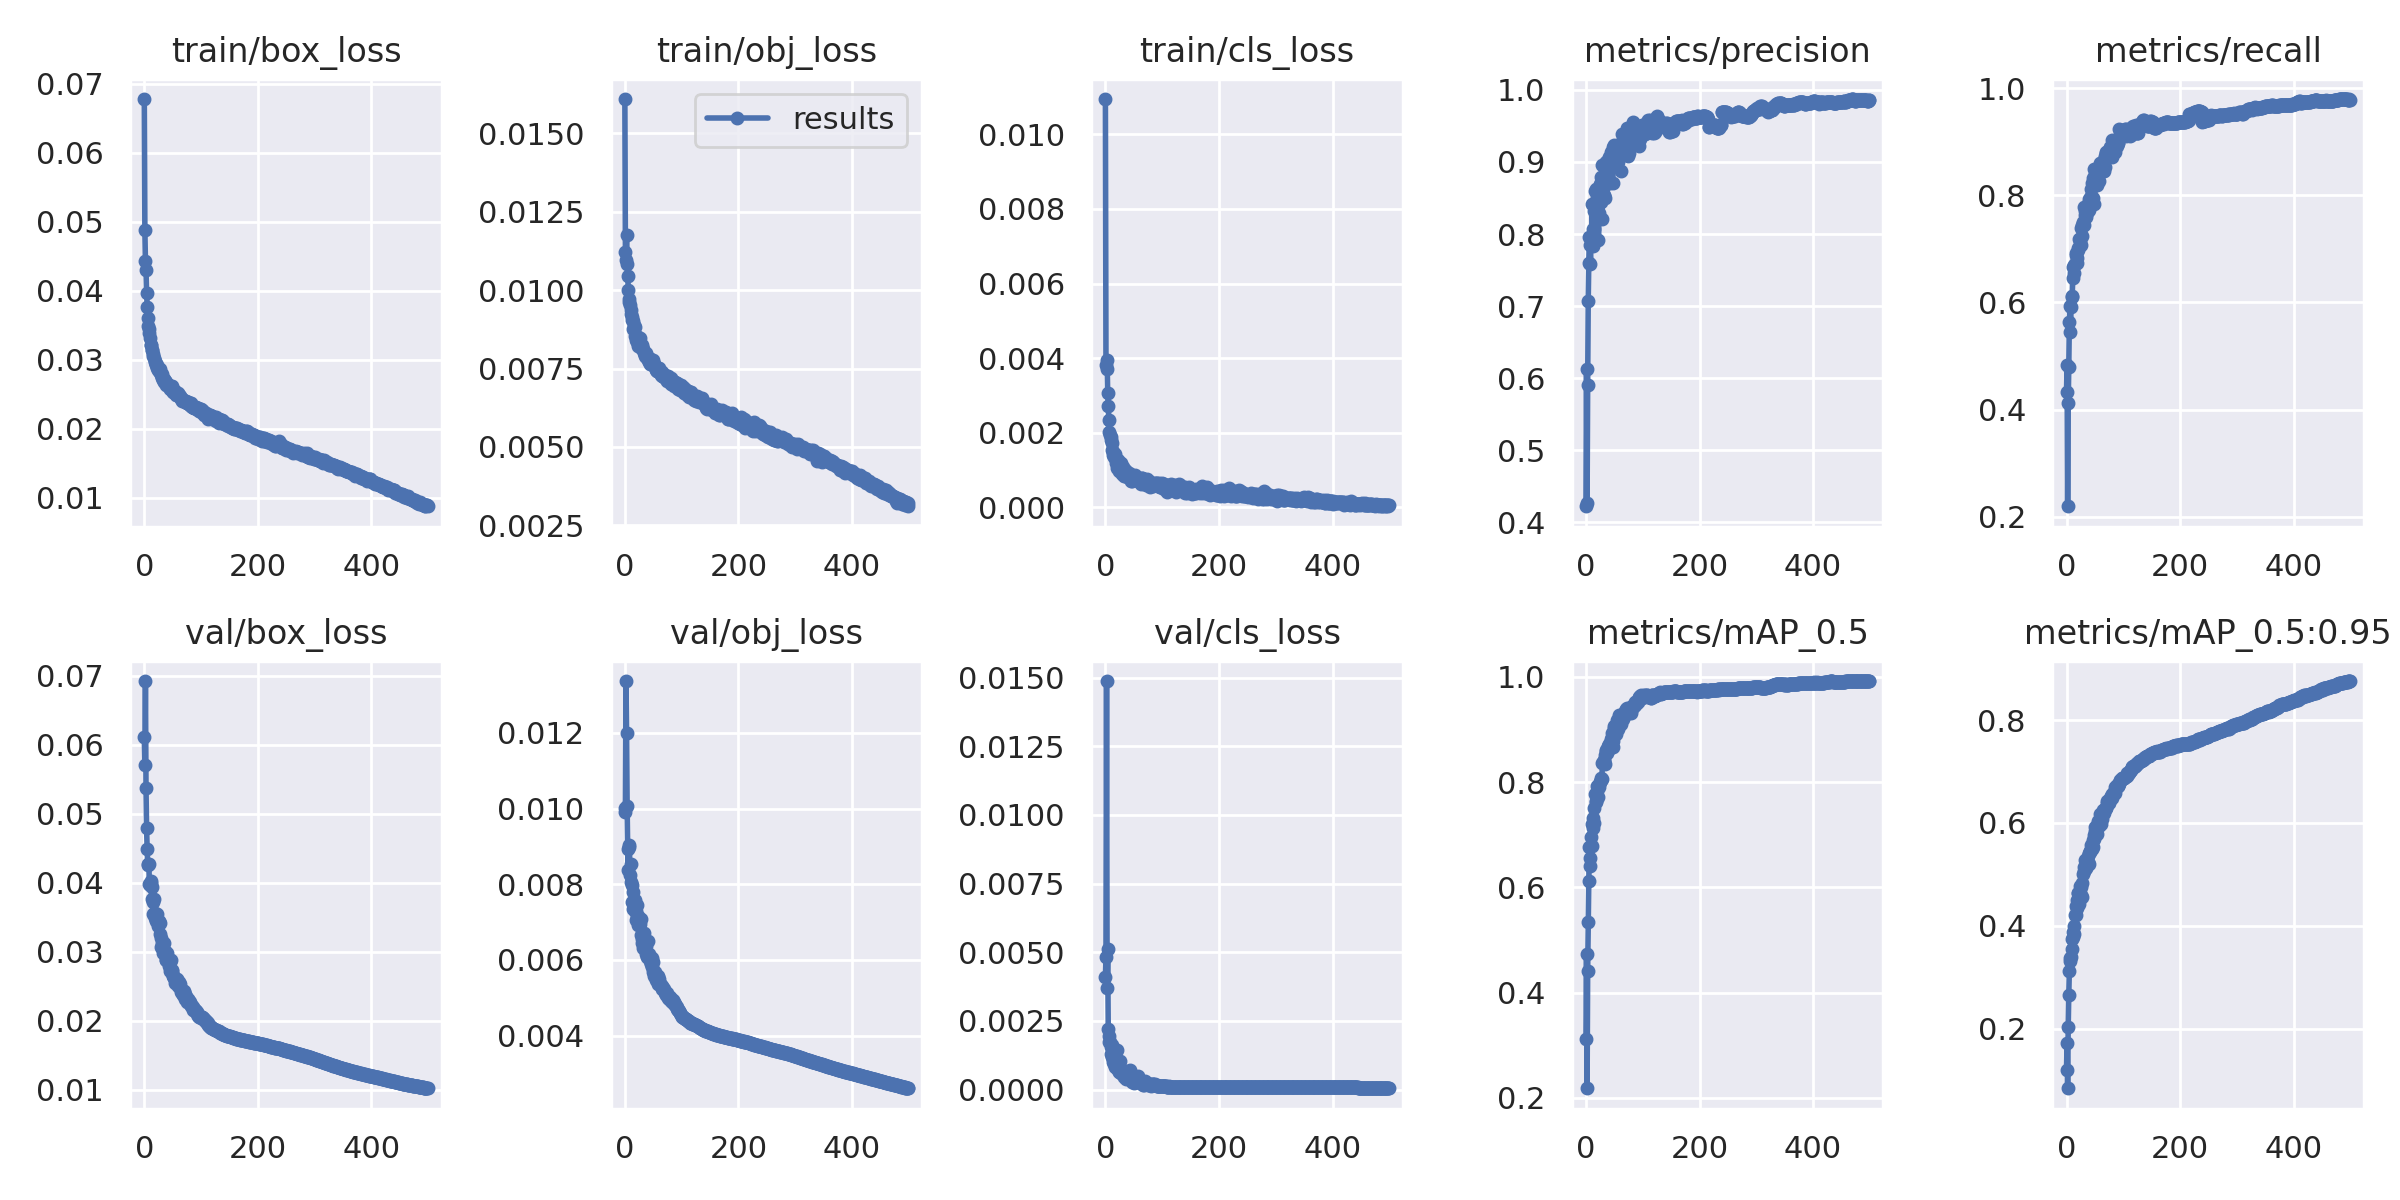 train/box_loss
train/obj_loss
train/cls_loss
metrics/precision
metrics/recall
0.07
0.06
0.05
0.04
0.03
0.02
0.01
0 200 400
results
0.0150
0.0125
0.0100
0.0075
0.0050
0.0025
0 200 400
0.010
0.008
0.006
0.004
0.002
0.000
0 200 400
1.0
0.9
0.8
0.7
0.6
0.5
0.4
0 200 400
1.0
0.8
0.6
0.4
0.2
0 200 400
val/box_loss
val/obj_loss
val/cls_loss
metrics/mAP_0.5
metrics/mAP_0.5:0.95
0.07
0.06
0.05
0.04
0.03
0.02
0.01
0 200 400
0.012
0.010
0.008
0.006
0.004
0 200 400
0.0150
0.0125
0.0100
0.0075
0.0050
0.0025
0.0000
0 200 400
1.0
0.8
0.6
0.4
0.2
0 200 400
0.8
0.6
0.4
0.2
0 200 400